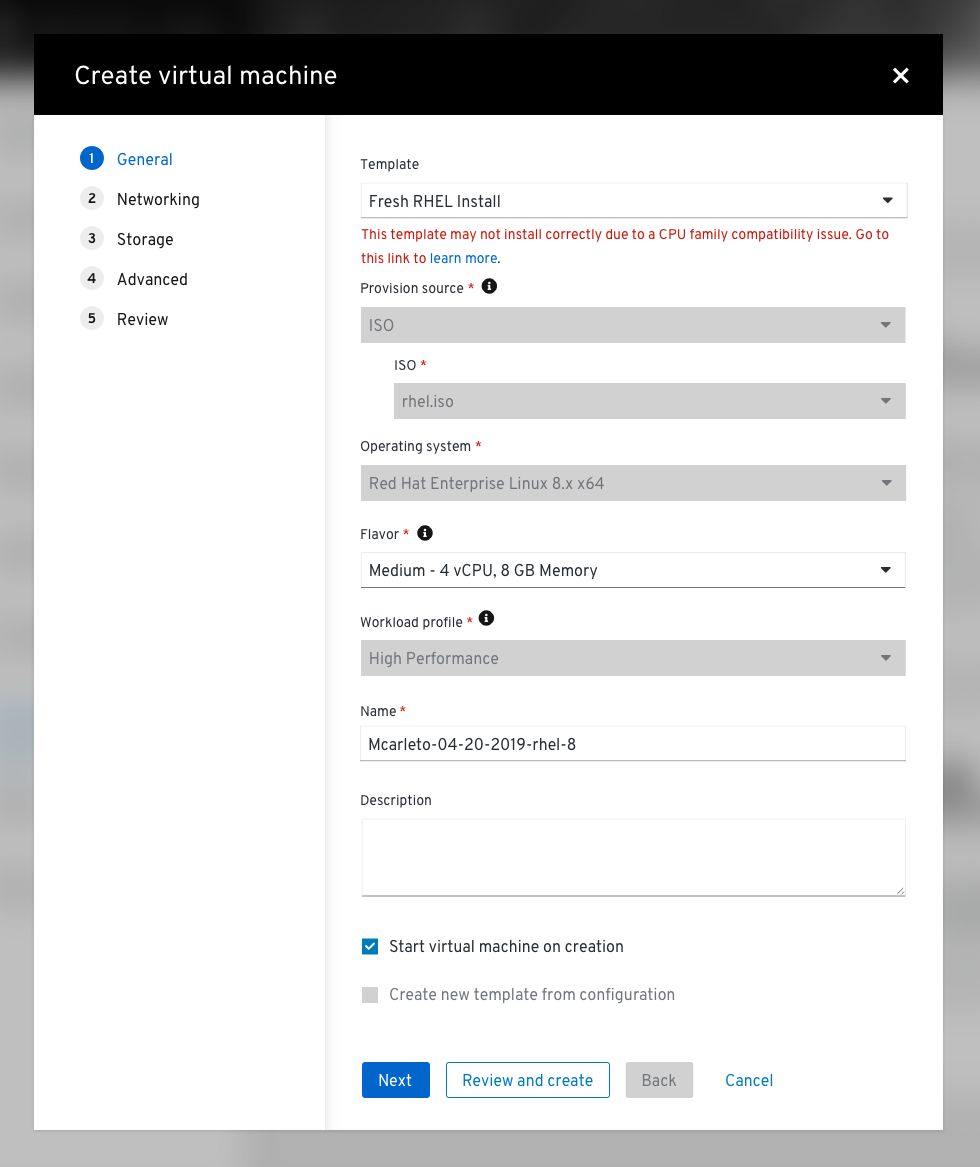 Create virtual machine
1 General
2 Networking
3 Storage
4 Advanced
5 Review
Template
Fresh RHEL Install
This template may not install correctly due to a CPU family compatibility issue. Go to
this link to learn more.
Provision source *
ISO
ISO *
rhel.iso
Operating system *
Red Hat Enterprise Linux 8.x x64
Flavor *
Medium - 4 vCPU, 8 GB Memory
Workload profile *
High Performance
Name *
Mcarleto-04-20-2019-rhel-8
Description
Start virtual machine on creation
Create new template from configuration
Next Review and create Back Cancel